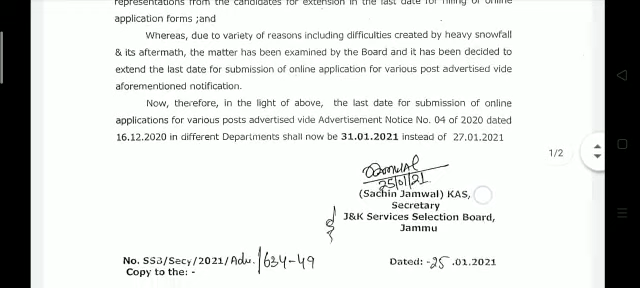 representations from the candidates for extension in the last date for filling of online
application forms ;and
Whereas, due to variety of reasons including difficulties created by heavy snowfall
& its aftermath, the matter has been examined by the Board and it has been decided to
extend the last date for submission of online application for various post advertised vide
aforementioned notification.
Now, therefore, in the light of above, the last date for submission of online
applications for various posts advertised vide Advertisement Notice No. 04 of 2020 dated
16.12.2020 in different Departments shall now be 31.01.2021 instead of 27.01.2021
1/2
25/01/21
(Sachin Jamwal) KAS,
Secretary
J&K Services Selection Board,
Jammu
No. SSB/Secy/2021/Adv./634-49 Dated: -25.01.2021
Copy to the: -